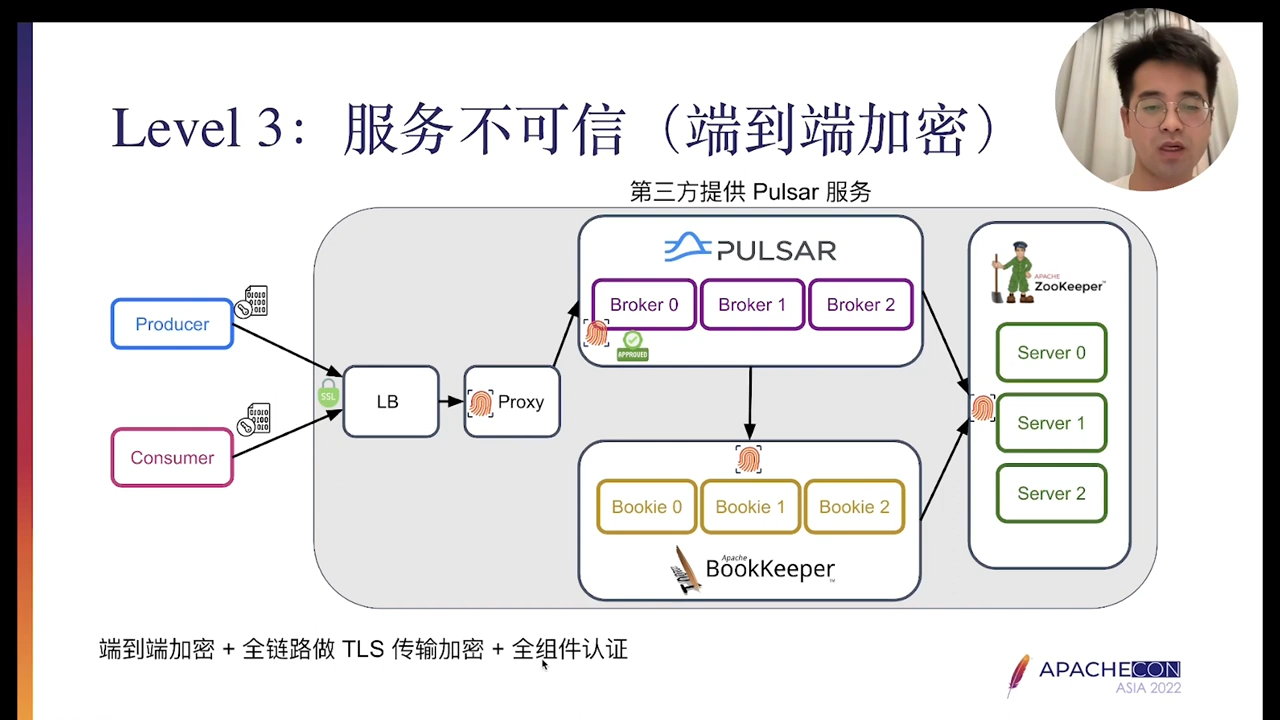 Level 3：服务不可信（端到端加密）
第三方提供 Pulsar 服务
PULSAR
Broker 0
Broker 1
Broker 2
APPROVED
APACHE
ZooKeeper™
Server 0
Server 1
Server 2
Producer
Consumer
SSL
LB
Proxy
Bookie 0
Bookie 1
Bookie 2
Apache
BookKeeper
端到端加密 + 全链路做 TLS 传输加密 + 全组件认证
APACHECON
ASIA 2022